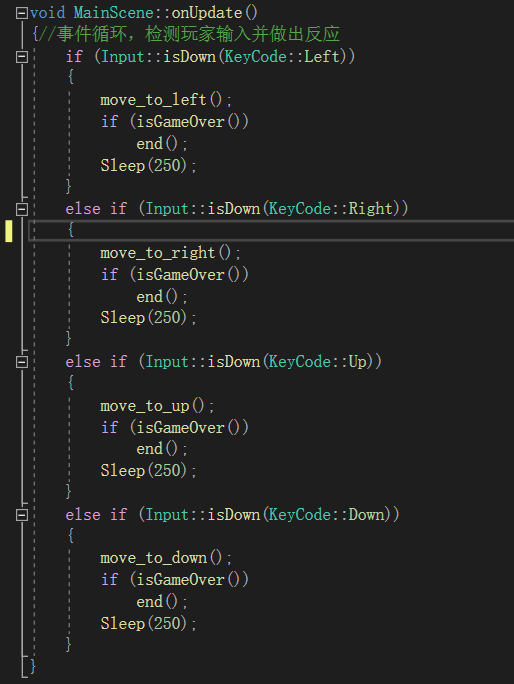 void MainScene::onUpdate()
{//事件循环，检测玩家输入并做出反应
    if (Input::isDown(KeyCode::Left))
    {
        move_to_left();
        if (isGameOver())
            end();
        Sleep(250);
    }
    else if (Input::isDown(KeyCode::Right))
    {
        move_to_right();
        if (isGameOver())
            end();
        Sleep(250);
    }
    else if (Input::isDown(KeyCode::Up))
    {
        move_to_up();
        if (isGameOver())
            end();
        Sleep(250);
    }
    else if (Input::isDown(KeyCode::Down))
    {
        move_to_down();
        if (isGameOver())
            end();
        Sleep(250);
    }
}